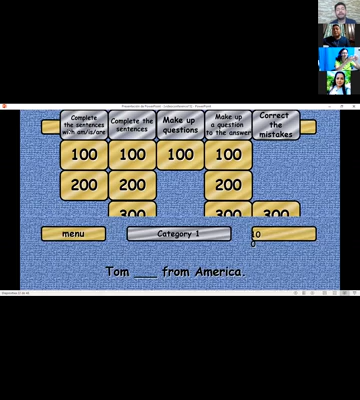 Complete
the sentences
with am/is/are
Complete the
sentences
Make up
questions
Make up
a question
to the answer
Correct
the
mistakes
100
100
100
100
200
200
200
300
300
300
menu
Category 1
10
0
Tom ___ from America.